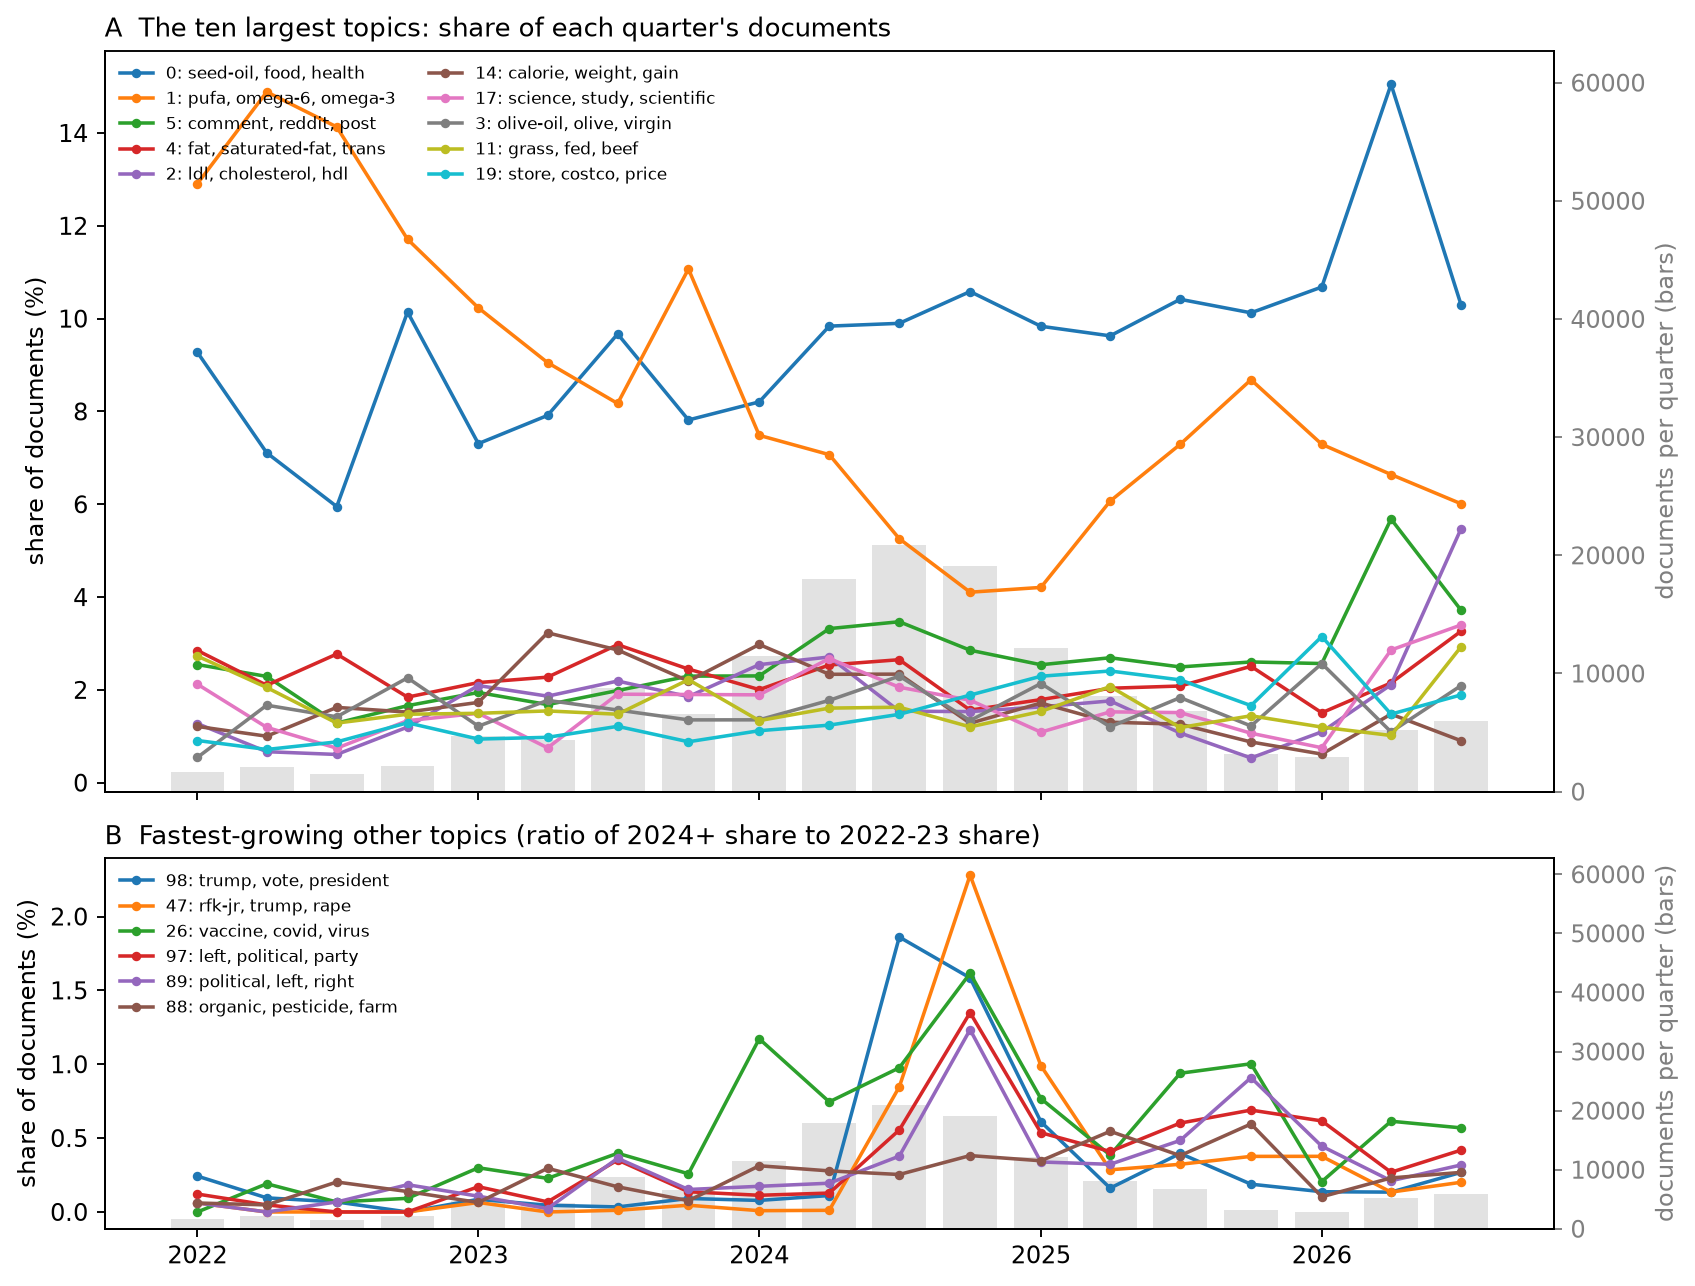 A  The ten largest topics: share of each quarter's documents
0: seed-oil, food, health
1: pufa, omega-6, omega-3
5: comment, reddit, post
4: fat, saturated-fat, trans
2: ldl, cholesterol, hdl
14: calorie, weight, gain
17: science, study, scientific
3: olive-oil, olive, virgin
11: grass, fed, beef
19: store, costco, price
share of documents (%)
14
12
10
8
6
4
2
0
60000
50000
40000
30000
20000
10000
0
documents per quarter (bars)
B  Fastest-growing other topics (ratio of 2024+ share to 2022-23 share)
98: trump, vote, president
47: rfk-jr, trump, rape
26: vaccine, covid, virus
97: left, political, party
89: political, left, right
88: organic, pesticide, farm
share of documents (%)
2.0
1.5
1.0
0.5
0.0
60000
50000
40000
30000
20000
10000
0
documents per quarter (bars)
2022
2023
2024
2025
2026